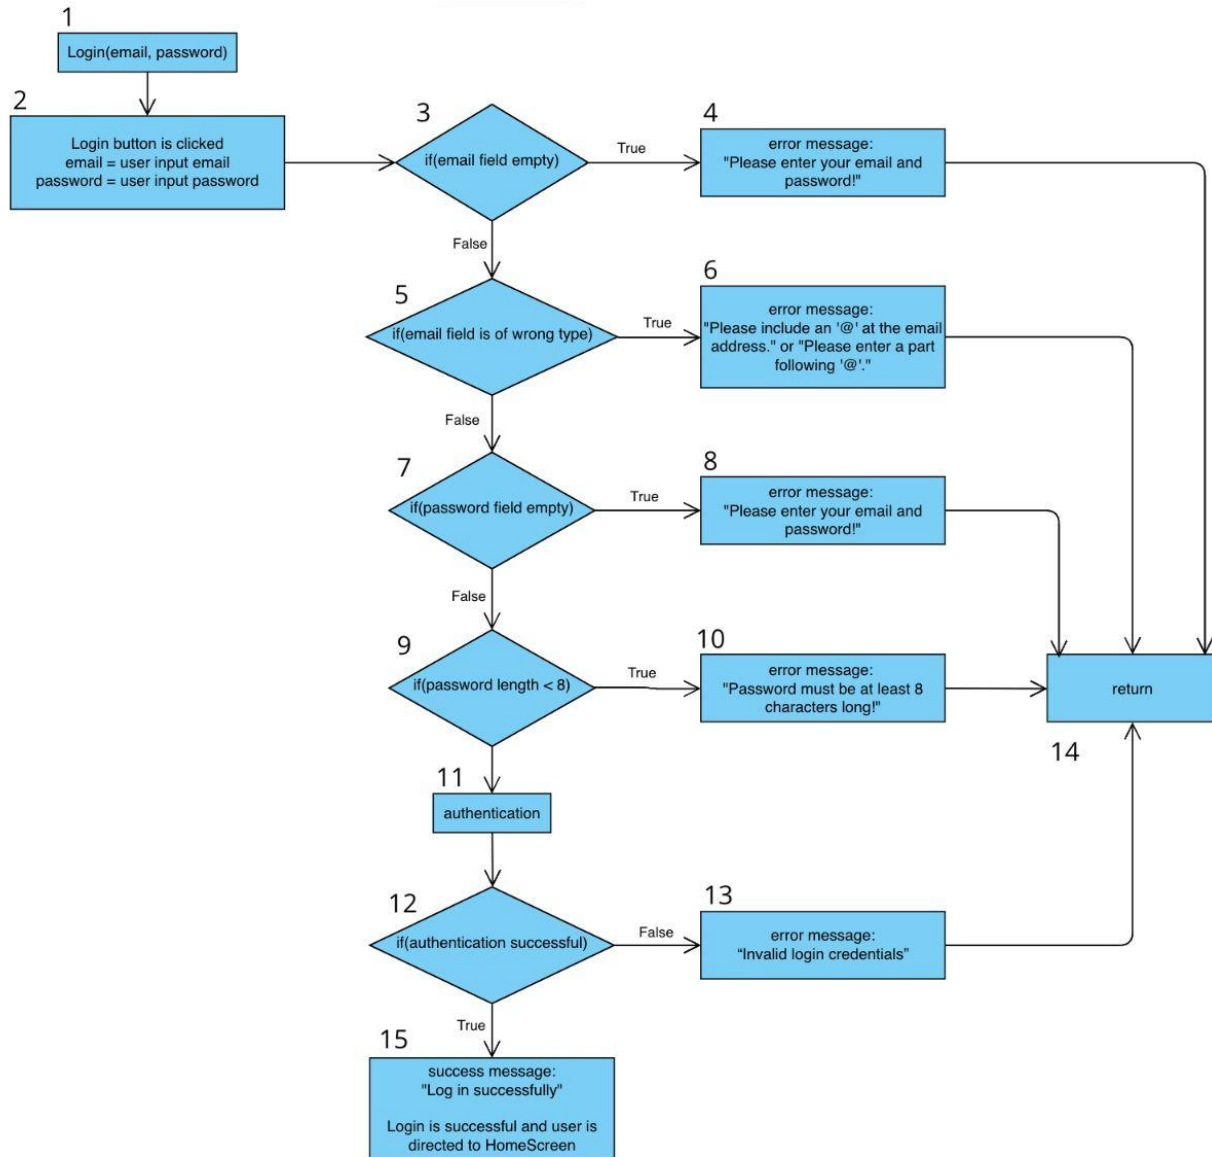 1
Login(email, password)
2
Login button is clicked
email = user input email
password = user input password
3
if(email field empty)
True
4
error message:
"Please enter your email and
password!"
False
5
if(email field is of wrong type)
True
6
error message:
"Please include an '@' at the email
address." or "Please enter a part
following '@'."
False
7
if(password field empty)
True
8
error message:
"Please enter your email and
password!"
False
9
if(password length < 8)
True
10
error message:
"Password must be at least 8
characters long!"
return
14
11
authentication
12
if(authentication successful)
False
13
error message:
“Invalid login credentials”
True
15
success message:
"Log in successfully"
Login is successful and user is
directed to HomeScreen